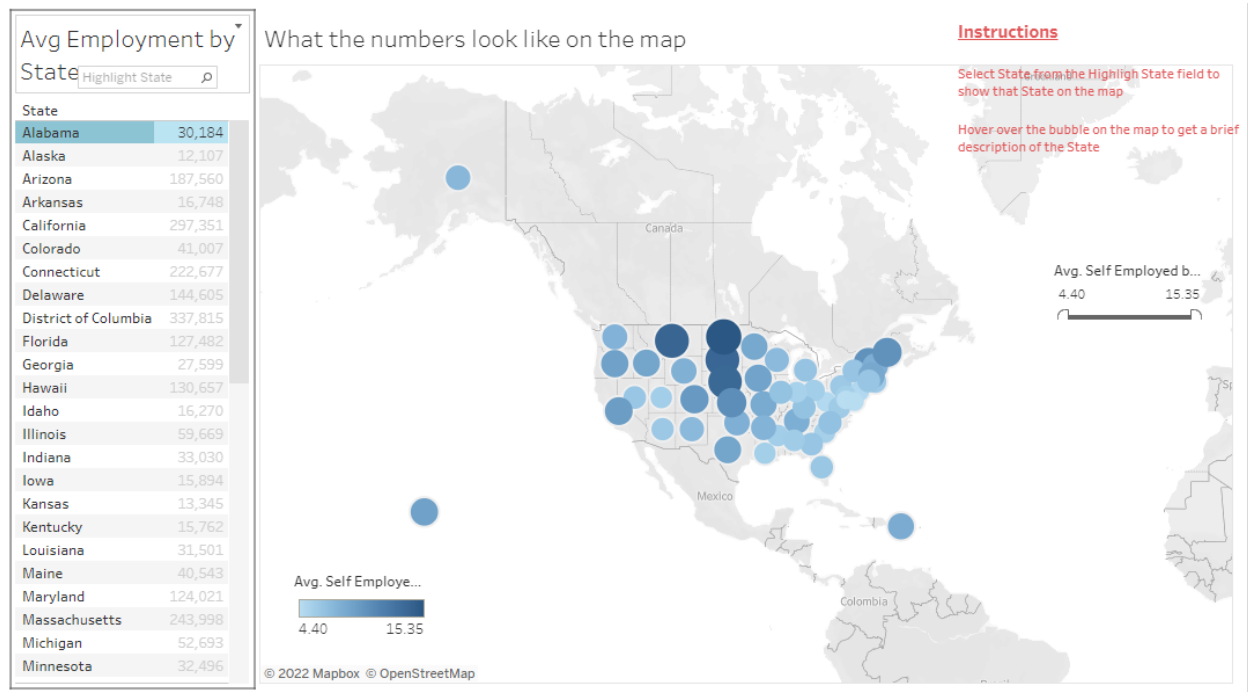 Avg Employment by
State
Highlight State
State
Alabama 30,184
Alaska 12,107
Arizona 187,560
Arkansas 16,748
California 297,351
Colorado 41,007
Connecticut 222,677
Delaware 144,605
District of Columbia 337,815
Florida 127,482
Georgia 27,599
Hawaii 130,657
Idaho 16,270
Illinois 59,669
Indiana 33,030
Iowa 15,894
Kansas 13,345
Kentucky 15,762
Louisiana 31,501
Maine 40,543
Maryland 124,021
Massachusetts 243,998
Michigan 52,693
Minnesota 32,496
What the numbers look like on the map
Instructions
Select State from the Highligh State field to
show that State on the map
Hover over the bubble on the map to get a brief
description of the State
Canada
Avg. Self Employed b...
4.40 15.35
Mexico
Avg. Self Employe...
4.40 15.35
Colombia
© 2022 Mapbox © OpenStreetMap